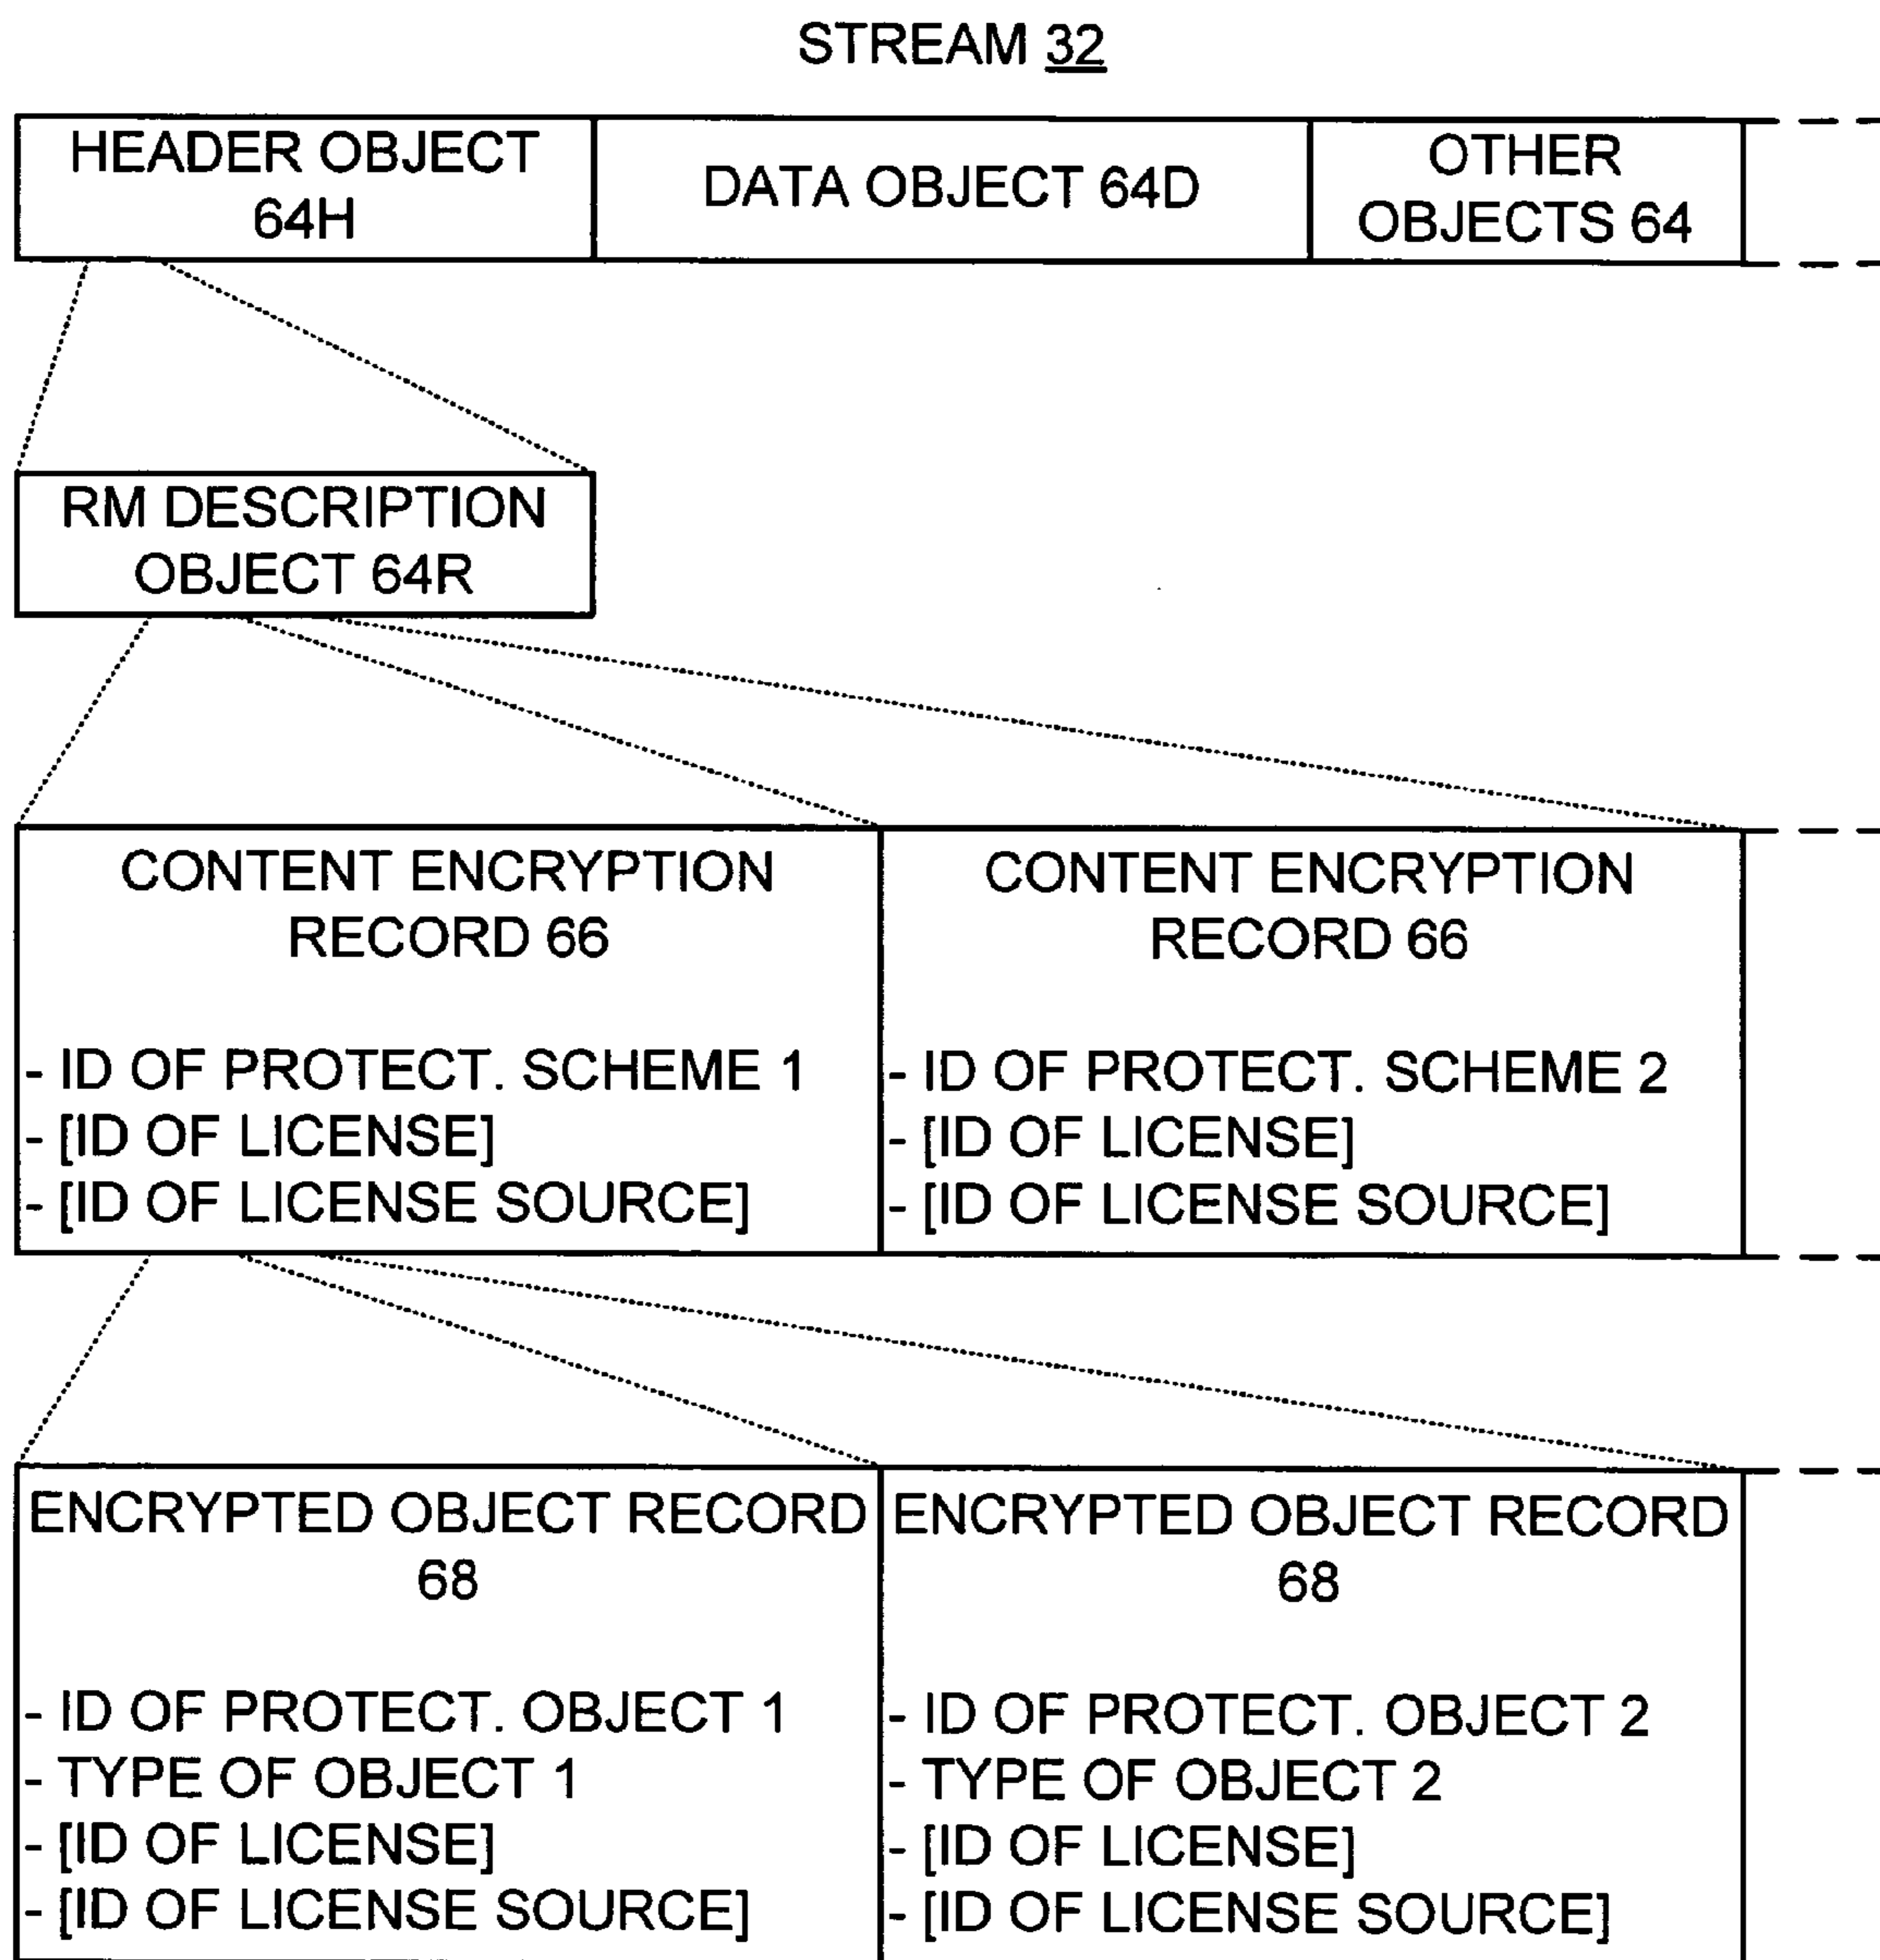 STREAM 32
HEADER OBJECT
64H
DATA OBJECT 64D
OTHER
OBJECTS 64
RM DESCRIPTION
OBJECT 64R
CONTENT ENCRYPTION
RECORD 66
- ID OF PROTECT. SCHEME 1
- [ID OF LICENSE]
- [ID OF LICENSE SOURCE]
CONTENT ENCRYPTION
RECORD 66
- ID OF PROTECT. SCHEME 2
- [ID OF LICENSE]
- [ID OF LICENSE SOURCE]
ENCRYPTED OBJECT RECORD
68
- ID OF PROTECT. OBJECT 1
- TYPE OF OBJECT 1
- [ID OF LICENSE]
- [ID OF LICENSE SOURCE]
ENCRYPTED OBJECT RECORD
68
- ID OF PROTECT. OBJECT 2
- TYPE OF OBJECT 2
- [ID OF LICENSE]
- [ID OF LICENSE SOURCE]